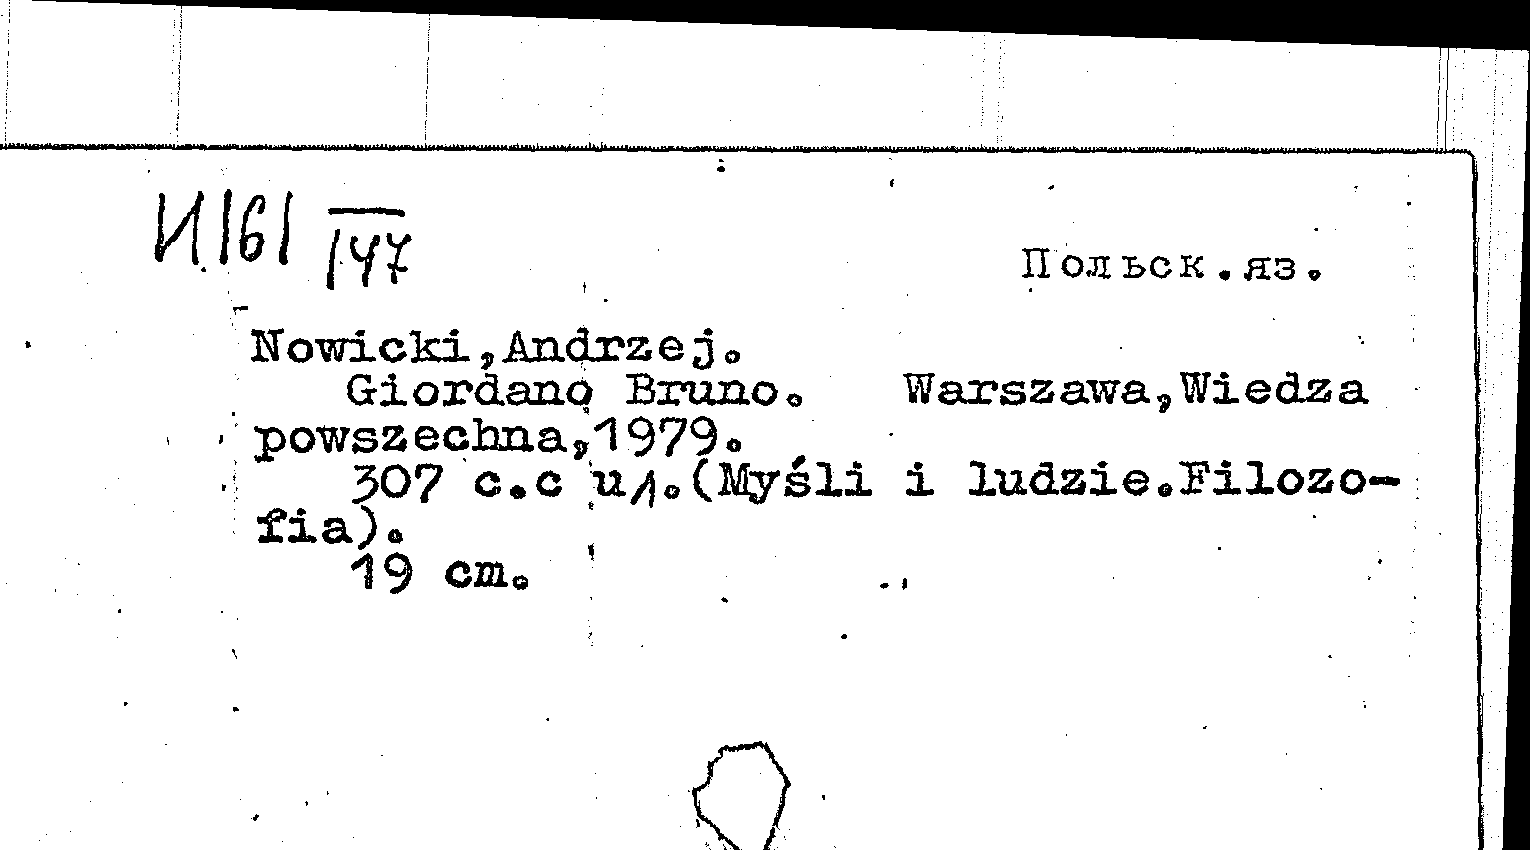 И161 147
Польск.яз.
Nowicki,Andrzej.
Giordano Bruno. Warszawa,Wiedza
powszechna,1979.
307 с.с ил.(Myśli i ludzie.Filozo-
fia).
19 cm.